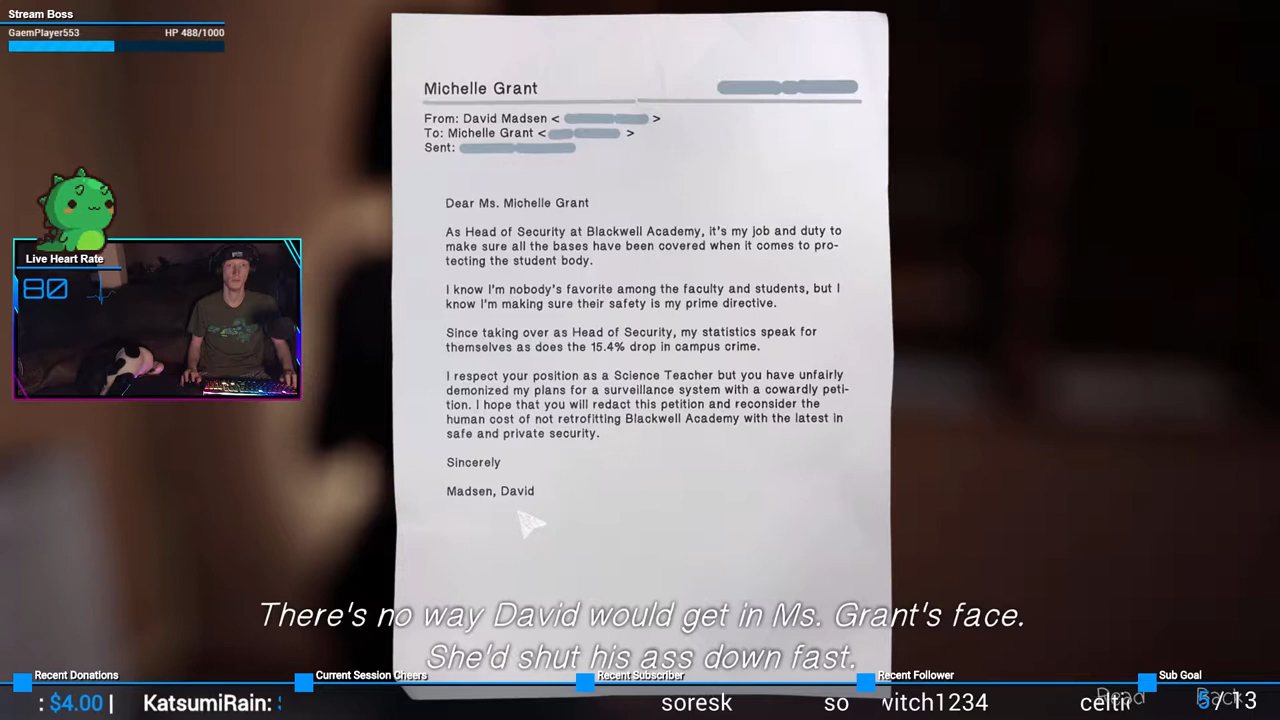 Stream Boss
GaemPlayer553 HP 488/1000
Michelle Grant
From: David Madsen < >
To: Michelle Grant < >
Sent:
Dear Ms. Michelle Grant
As Head of Security at Blackwell Academy, it's my job and duty to
make sure all the bases have been covered when it comes to pro-
tecting the student body.
I know I'm nobody's favorite among the faculty and students, but I
know I'm making sure their safety is my prime directive.
Since taking over as Head of Security, my statistics speak for
themselves as does the 15.4% drop in campus crime.
I respect your position as a Science Teacher but you have unfairly
demonized my plans for a surveillance system with a cowardly peti-
tion. I hope that you will redact this petition and reconsider the
human cost of not retrofitting Blackwell Academy with the latest in
safe and private security.
Sincerely
Madsen, David
Live Heart Rate
80
There's no way David would get in Ms. Grant's face.
She'd shut his ass down fast.
Recent Donations
Current Session Cheers
Recent Subscriber
Recent Follower
Sub Goal
: $4.00 |
KatsumiRain:
soresk so
witch1234
5 / 13
Read Back